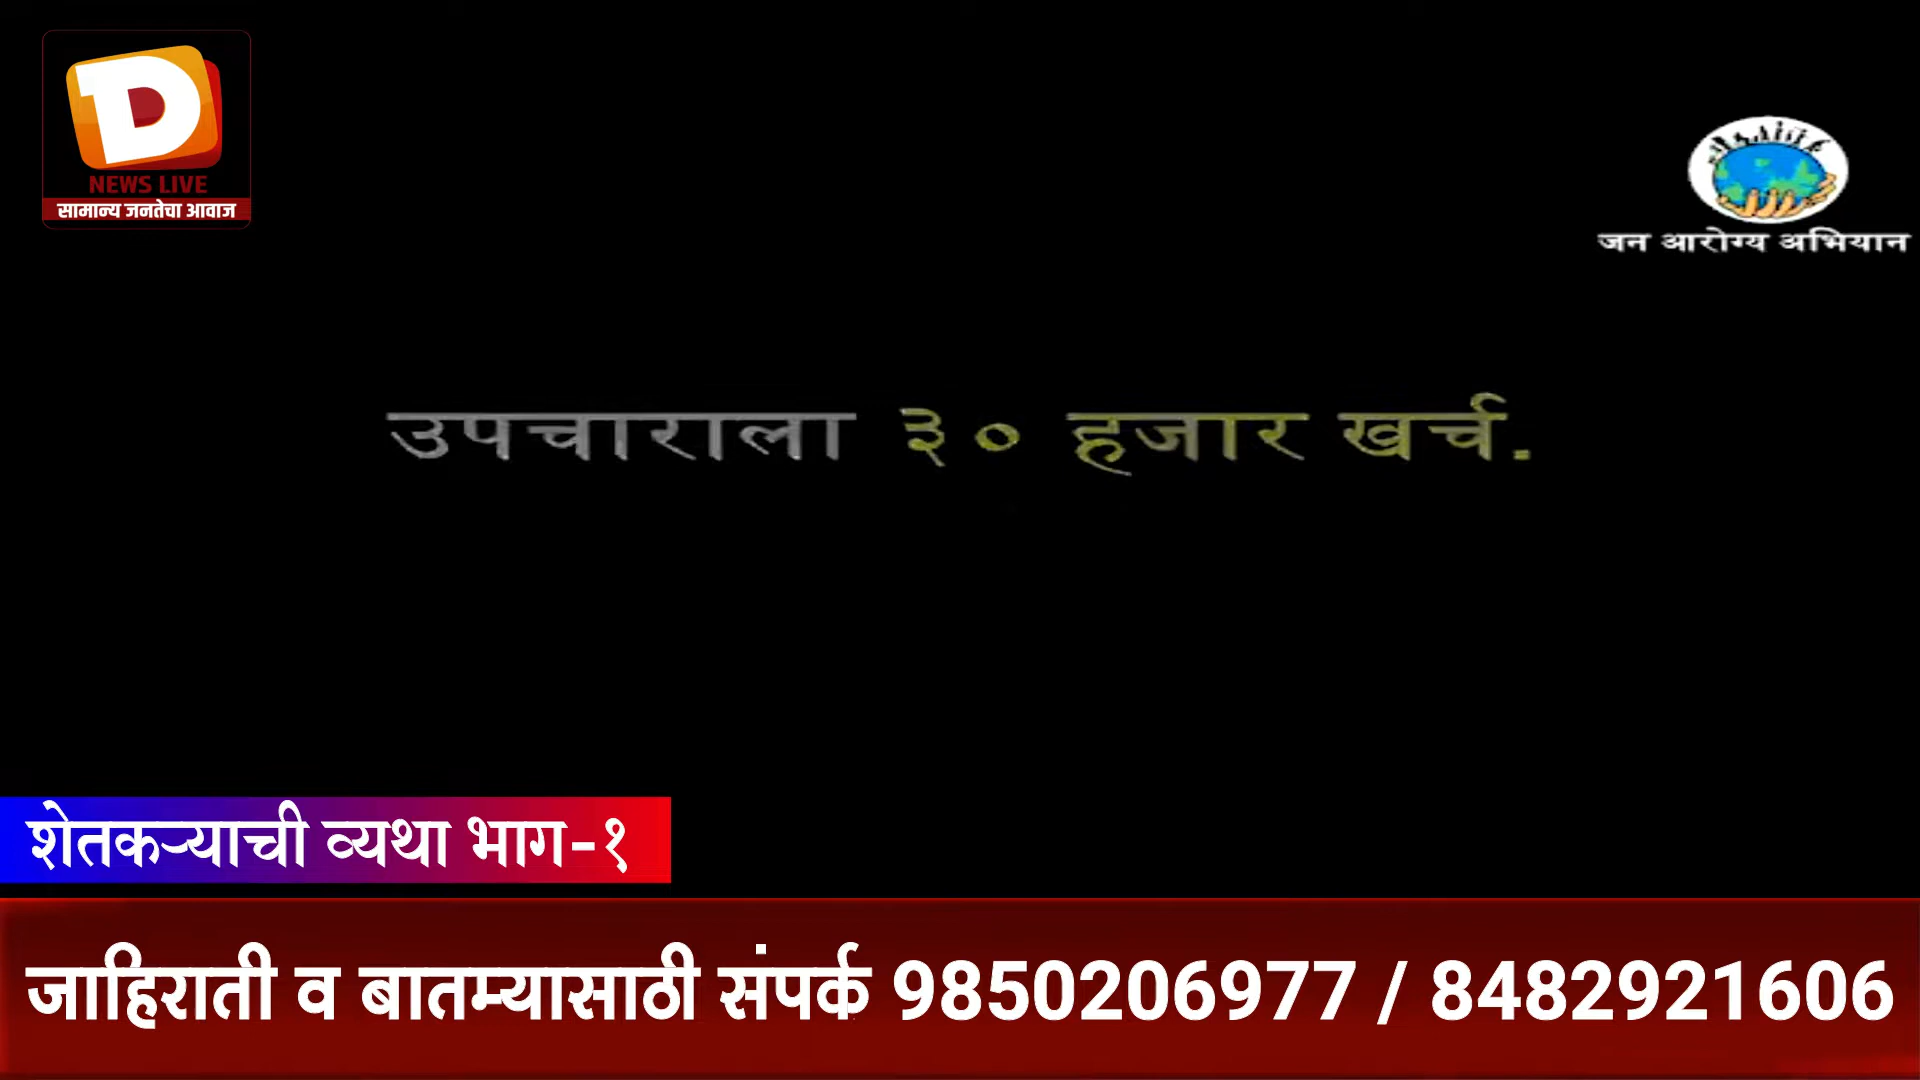 D
NEWS LIVE
सामान्य जनतेचा आवाज
जन आरोग्य अभियान
उपचाराला ३० हजार खर्च.
शेतकऱ्याची व्यथा भाग-१
जाहिराती व बातम्यासाठी संपर्क 9850206977 / 8482921606